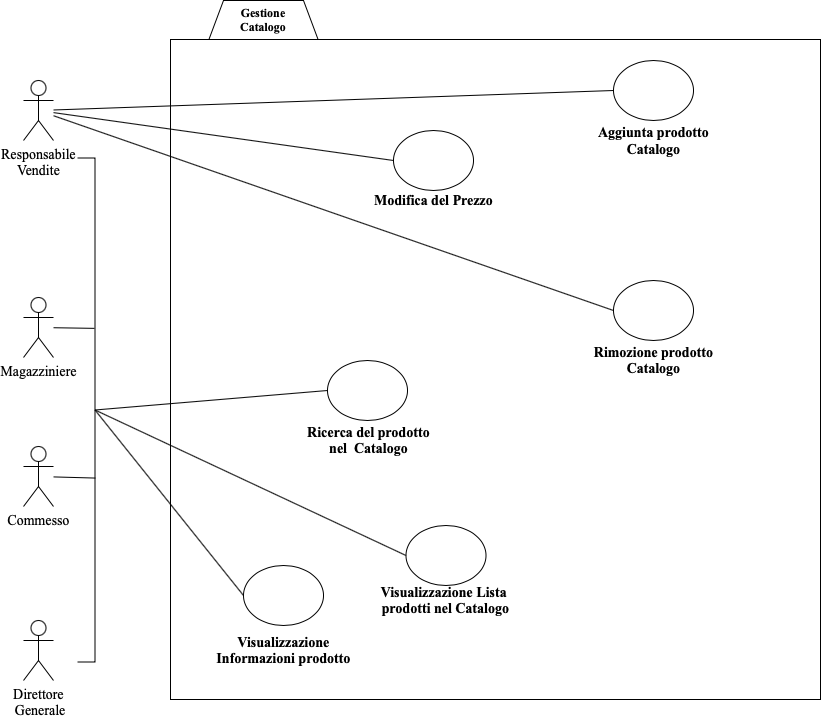 Gestione
Catalogo
Responsabile
Vendite
Aggiunta prodotto
Catalogo
Modifica del Prezzo
Magazziniere
Rimozione prodotto
Catalogo
Ricerca del prodotto
nel Catalogo
Commesso
Visualizzazione Lista
prodotti nel Catalogo
Visualizzazione
Informazioni prodotto
Direttore
Generale